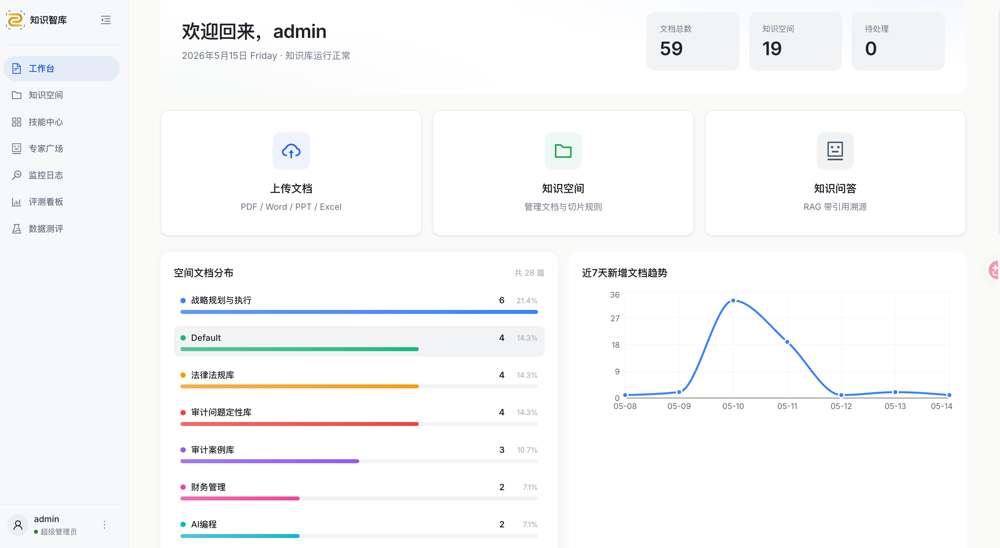 知识智库
工作台
知识空间
技能中心
专家广场
监控日志
评测看板
数据测评
admin
超级管理员
欢迎回来，admin
2026年5月15日 Friday · 知识库运行正常
文档总数
59
知识空间
19
待处理
0
上传文档
PDF / Word / PPT / Excel
知识空间
管理文档与切片规则
知识问答
RAG 带引用溯源
空间文档分布 共 28 篇
战略规划与执行 6 21.4%
Default 4 14.3%
法律法规库 4 14.3%
审计问题定性库 4 14.3%
审计案例库 3 10.7%
财务管理 2 7.1%
AI编程 2 7.1%
近7天新增文档趋势
36
27
18
9
0
05-08 05-09 05-10 05-11 05-12 05-13 05-14